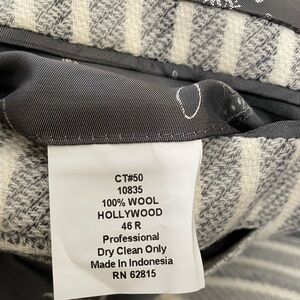 CT#50
10835
100% WOOL
HOLLYWOOD
46 R
Professional
Dry Clean Only
Made In Indonesia
RN 62815